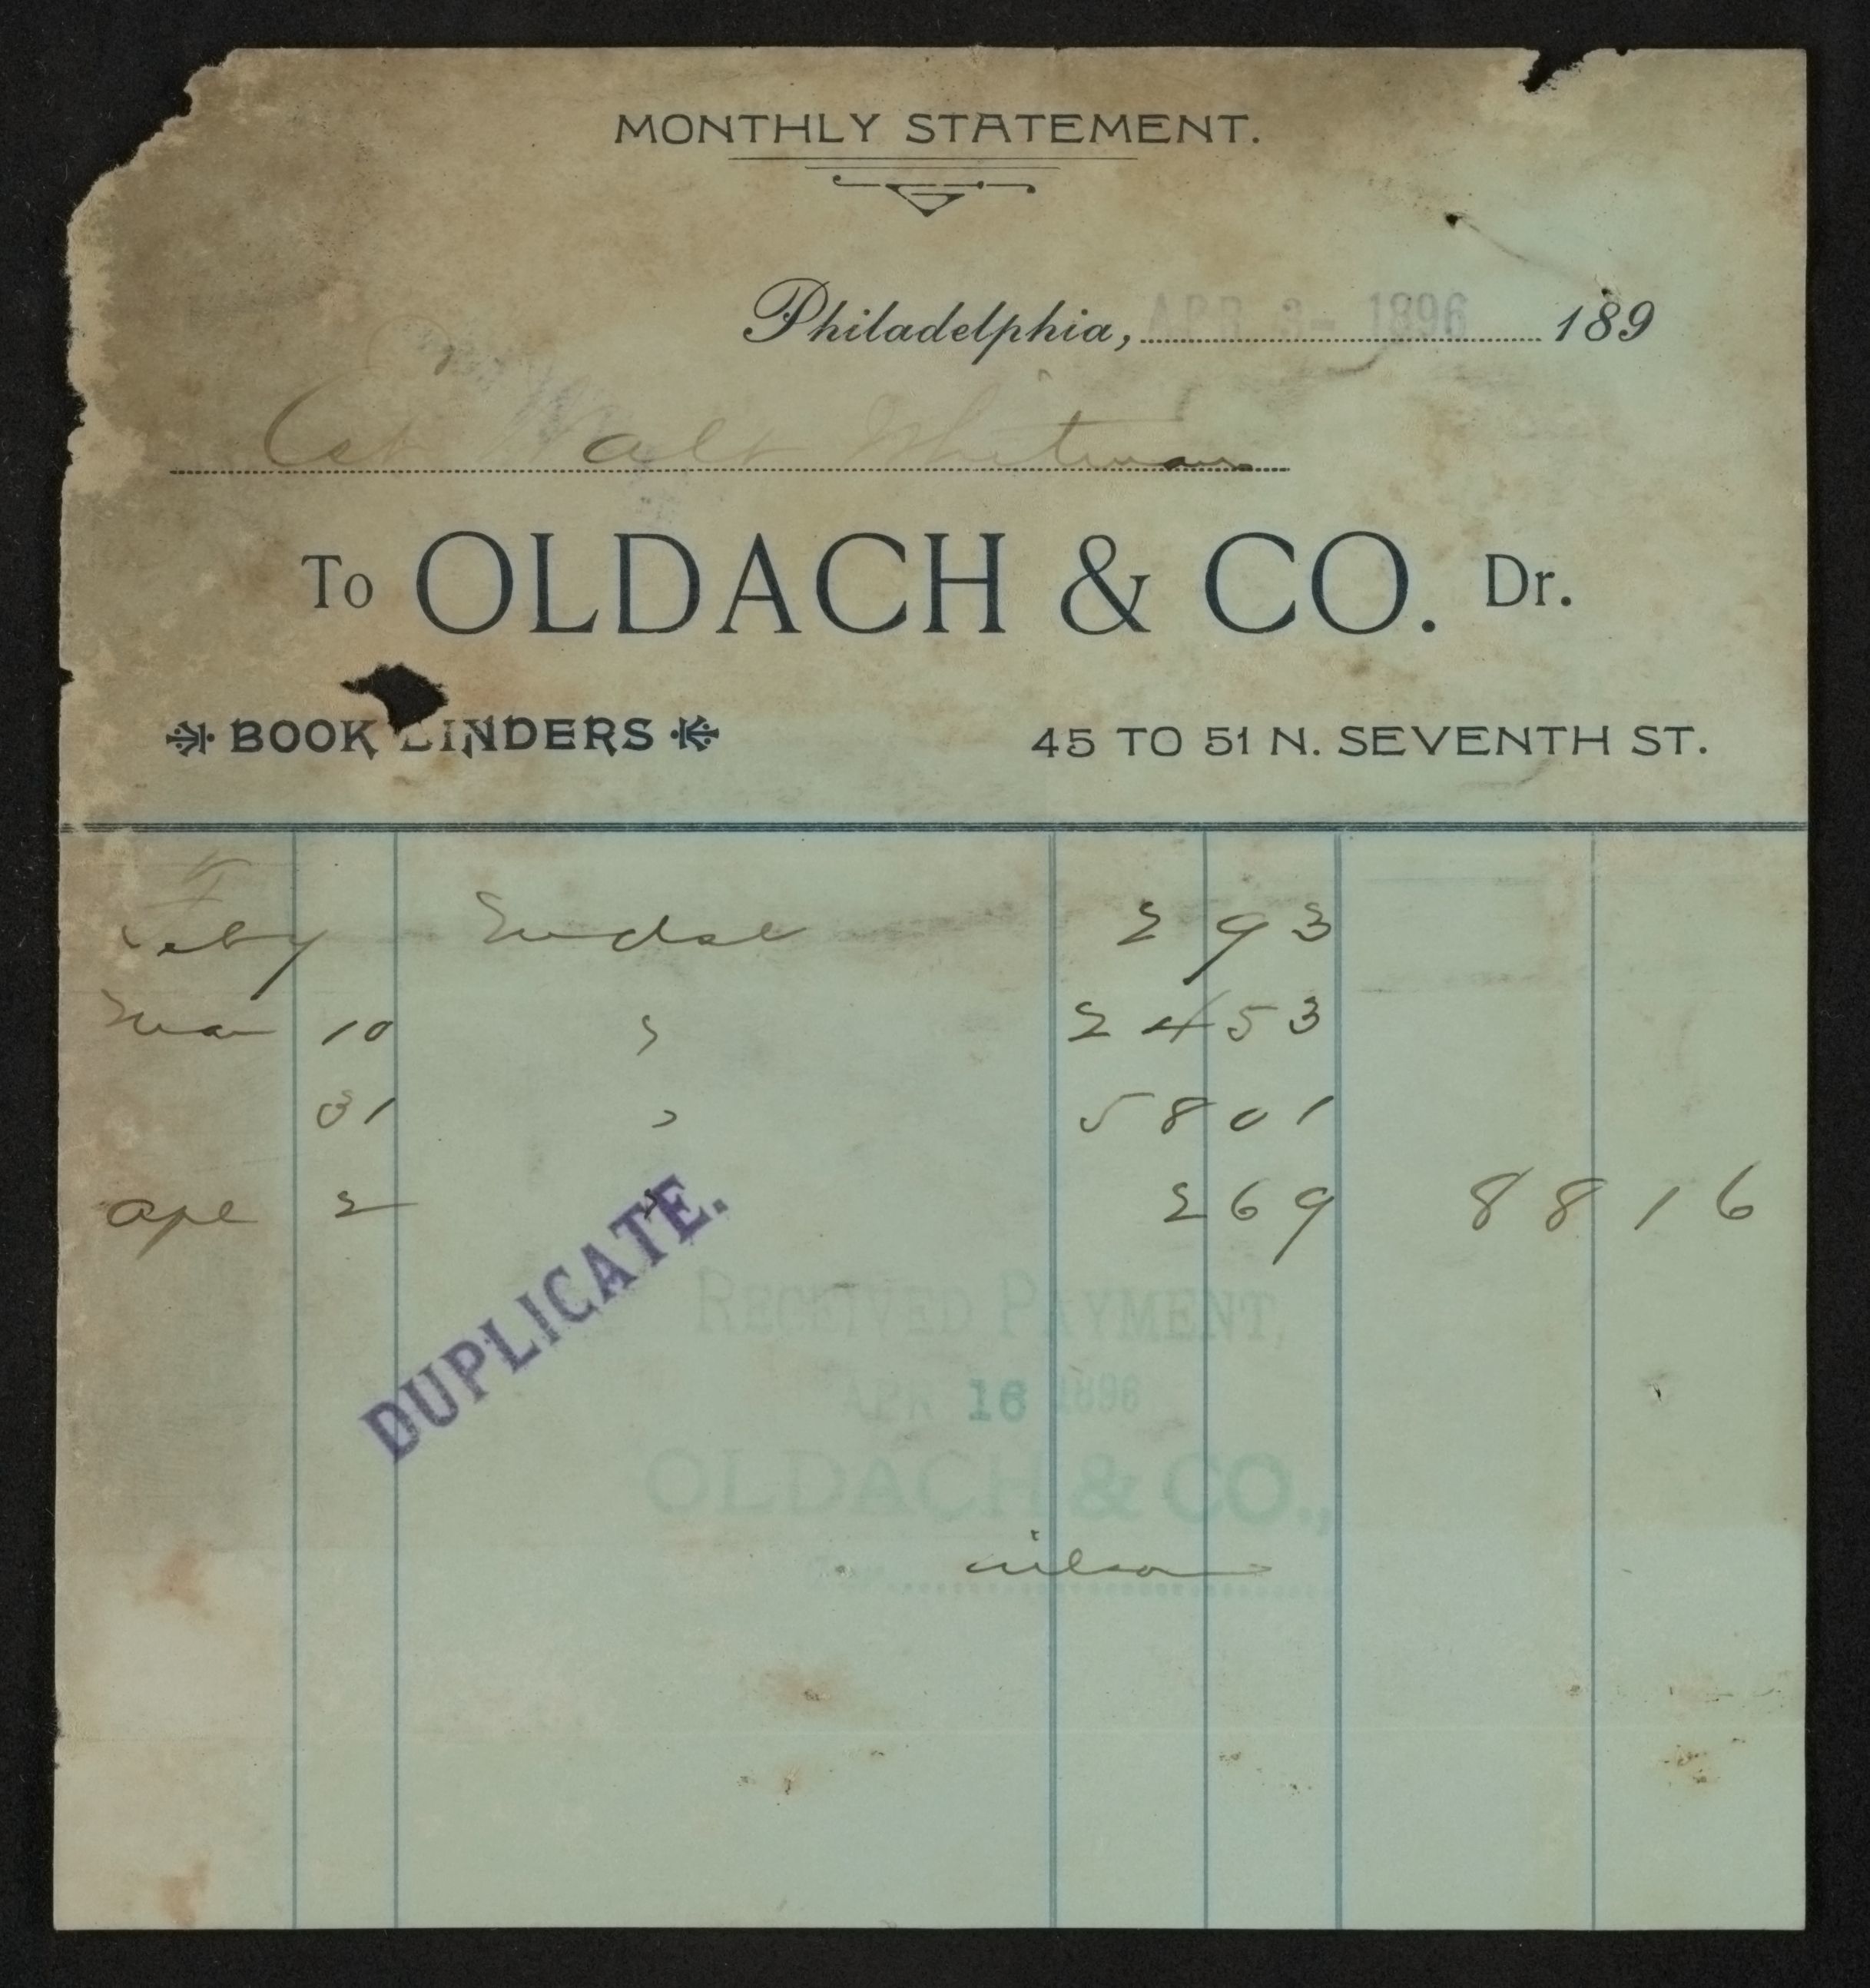 MONTHLY STATEMENT.
Philadelphia, APR 3- 1896 189
Est Walt Whitman
To OLDACH & CO. Dr.
BOOK BINDERS 45 TO 51 N. SEVENTH ST.
Feby 2 93
Mar 10 " 24 53
31 " 58 01
Apl 2 " 2 69 88 16
DUPLICATE.
RECEIVED PAYMENT,
APR 16 1896
OLDACH & CO.,